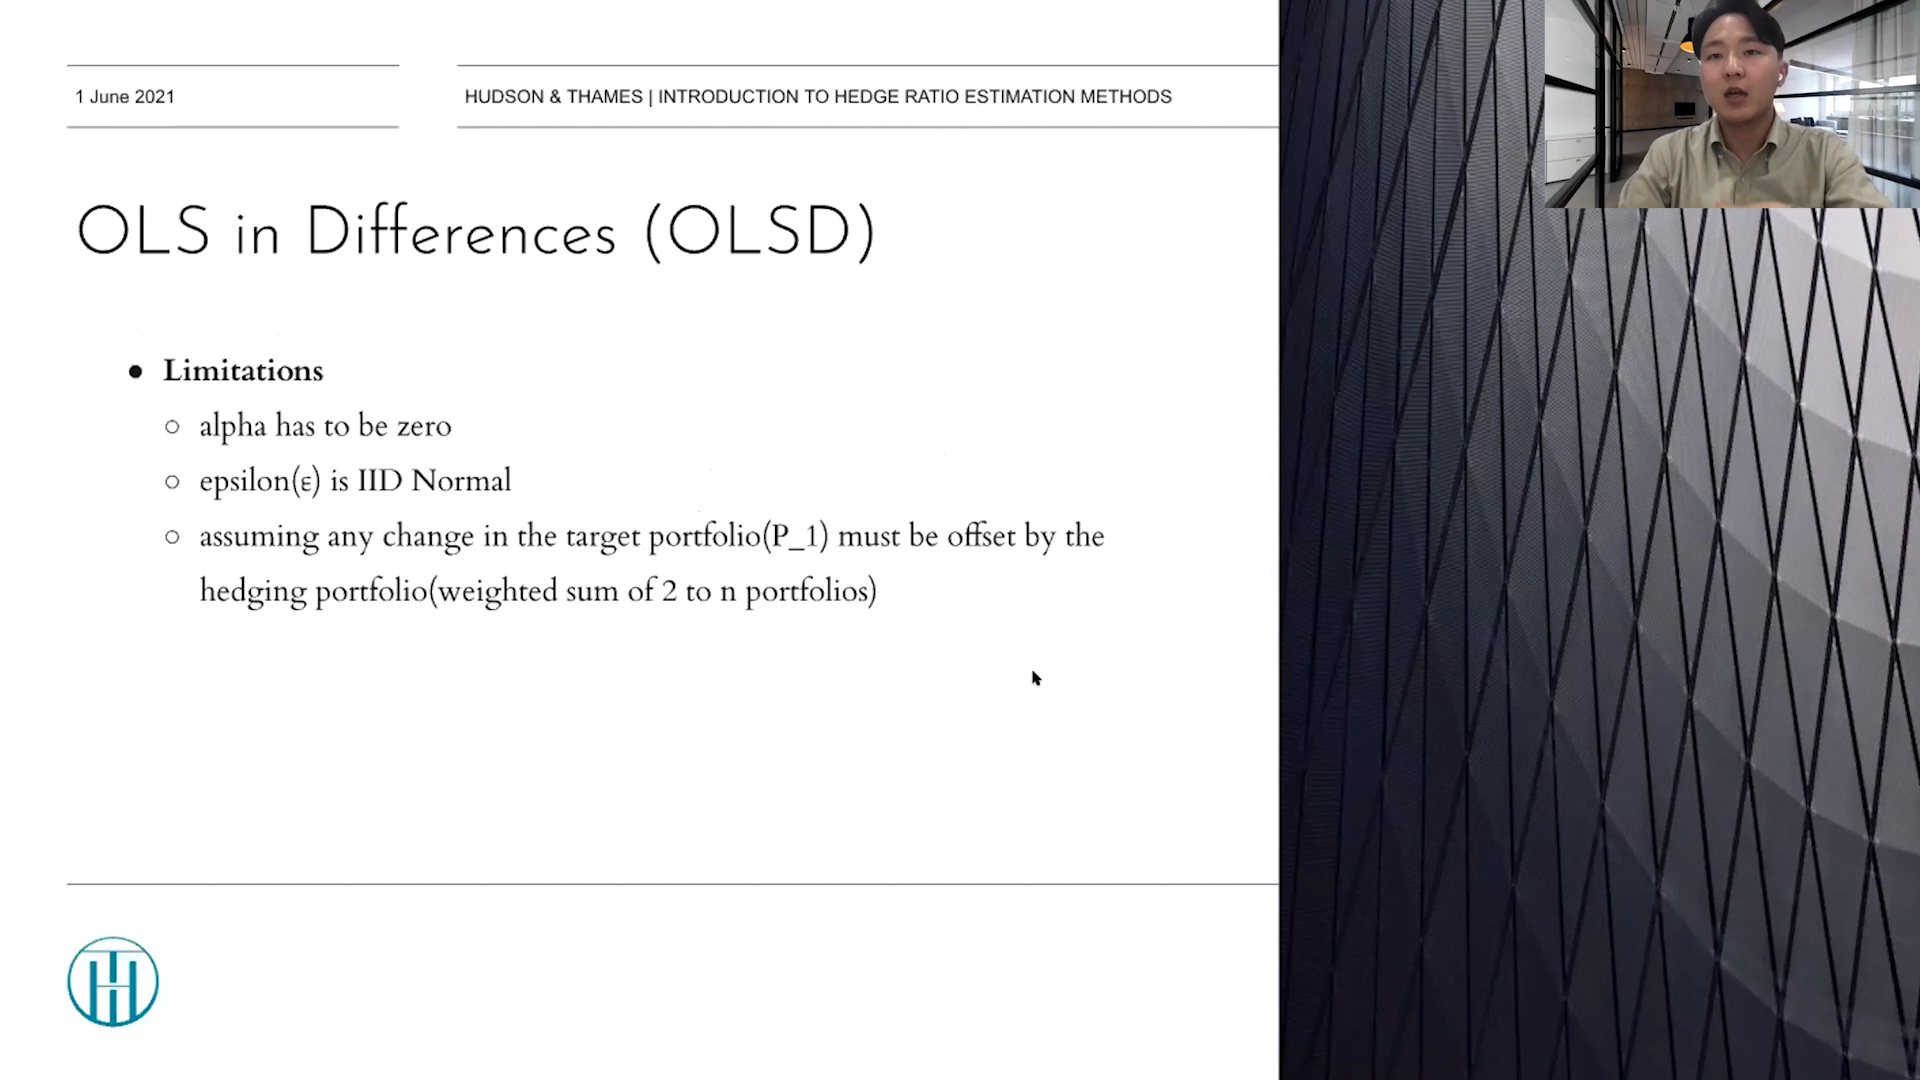 1 June 2021
HUDSON & THAMES | INTRODUCTION TO HEDGE RATIO ESTIMATION METHODS
OLS in Differences (OLSD)
● Limitations
○ alpha has to be zero
○ epsilon(ϵ) is IID Normal
○ assuming any change in the target portfolio(P_1) must be offset by the
hedging portfolio(weighted sum of 2 to n portfolios)